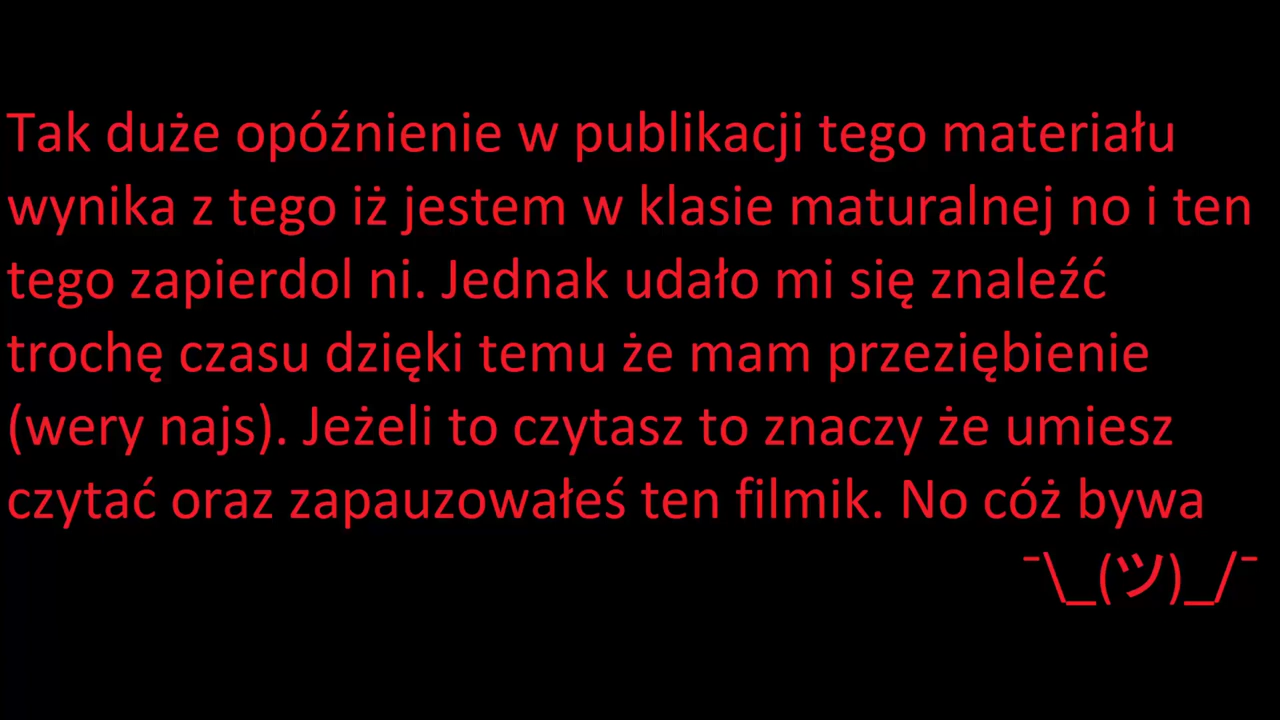 Tak duże opóźnienie w publikacji tego materiału
wynika z tego iż jestem w klasie maturalnej no i ten
tego zapierdol ni. Jednak udało mi się znaleźć
trochę czasu dzięki temu że mam przeziębienie
(wery najs). Jeżeli to czytasz to znaczy że umiesz
czytać oraz zapauzowałeś ten filmik. No cóż bywa
¯\_(ツ)_/¯